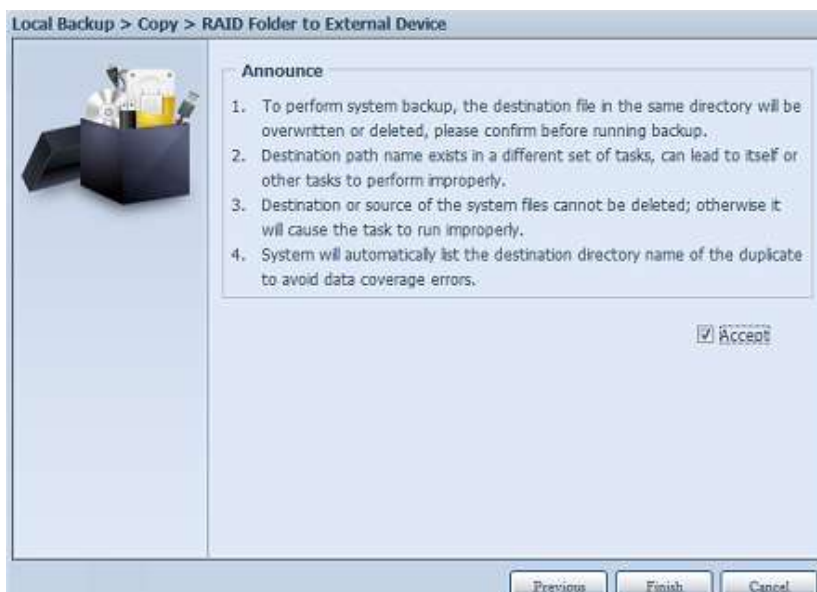 Local Backup > Copy > RAID Folder to External Device
Announce
1. To perform system backup, the destination file in the same directory will be
overwritten or deleted, please confirm before running backup.
2. Destination path name exists in a different set of tasks, can lead to itself or
other tasks to perform improperly.
3. Destination or source of the system files cannot be deleted; otherwise it
will cause the task to run improperly.
4. System will automatically list the destination directory name of the duplicate
to avoid data coverage errors.
Accept
Previous Finish Cancel